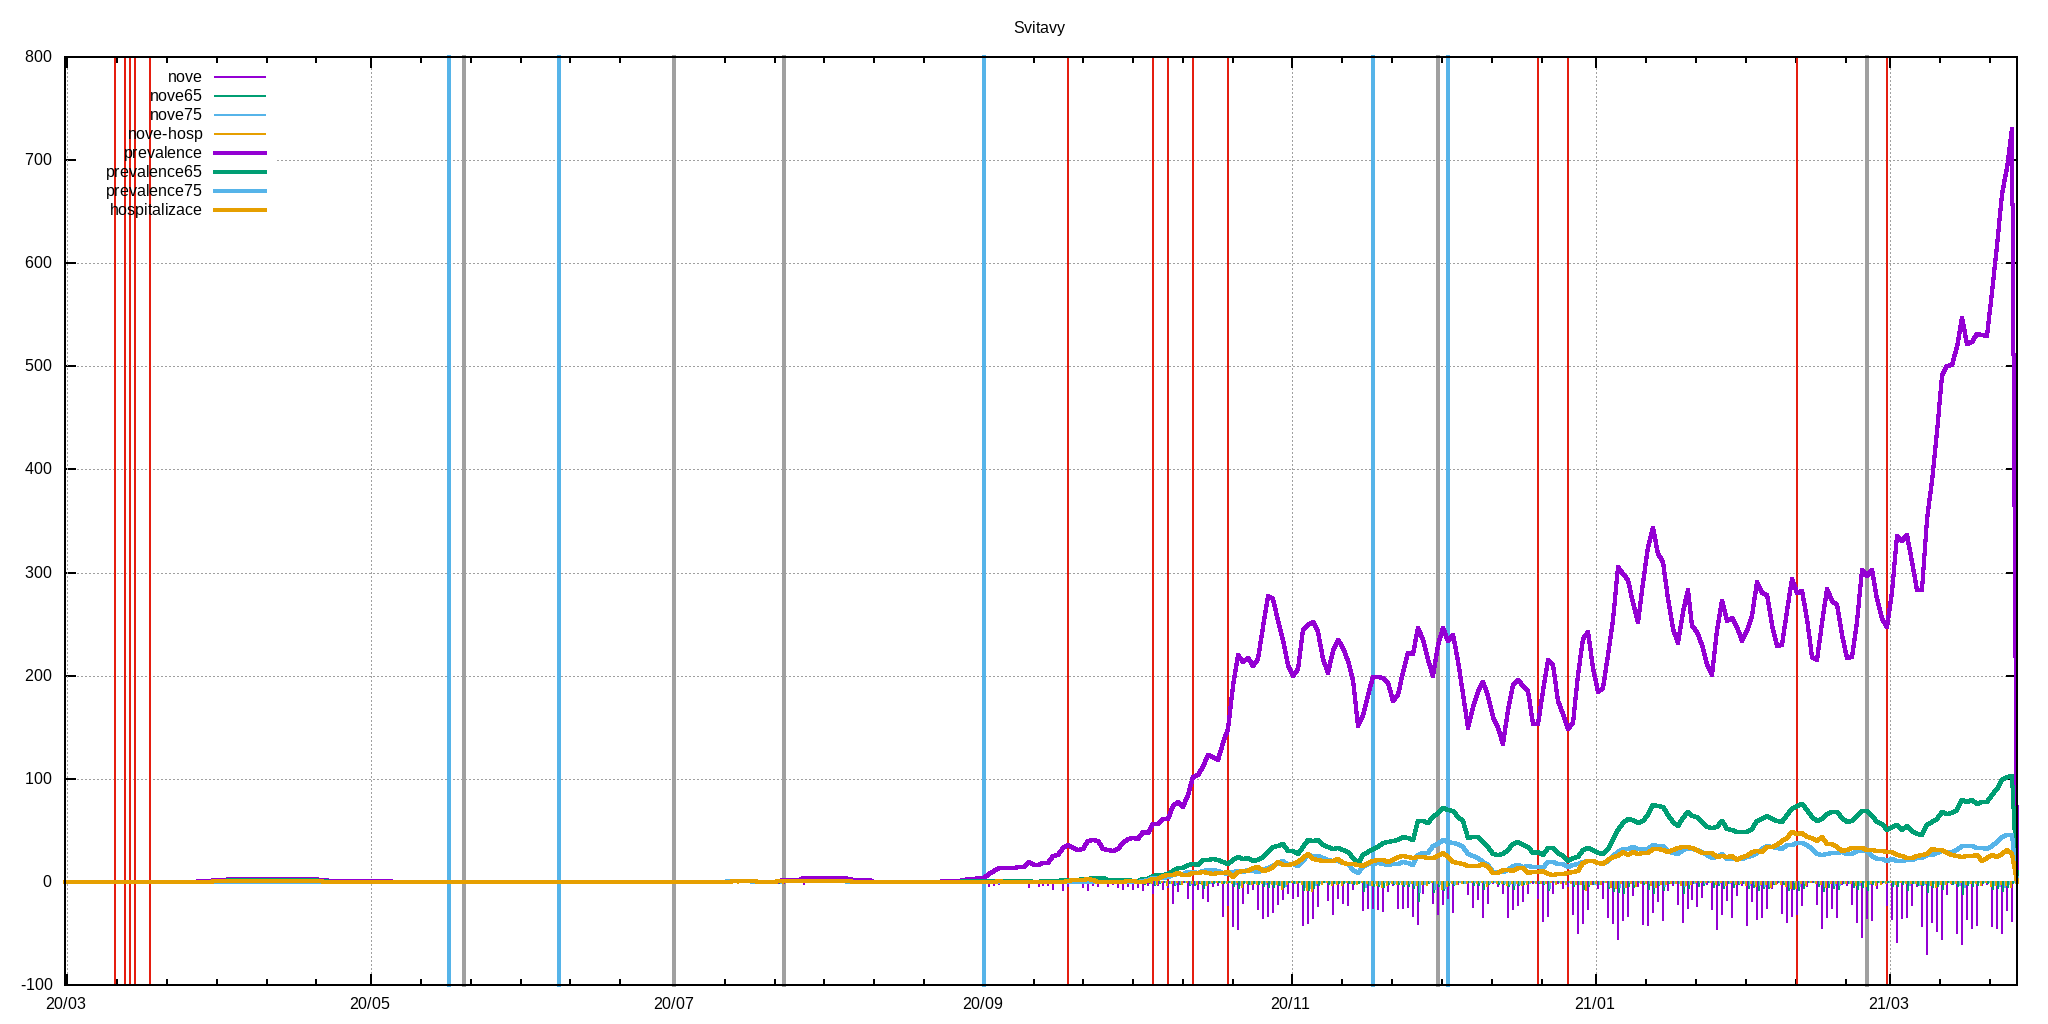 Svitavy
800
nove
nove65
nove75
nove-hosp
prevalence
prevalence65
prevalence75
hospitalizace
700
600
500
400
300
200
100
0
-100
20/03 20/05 20/07 20/09 20/11 21/01 21/03